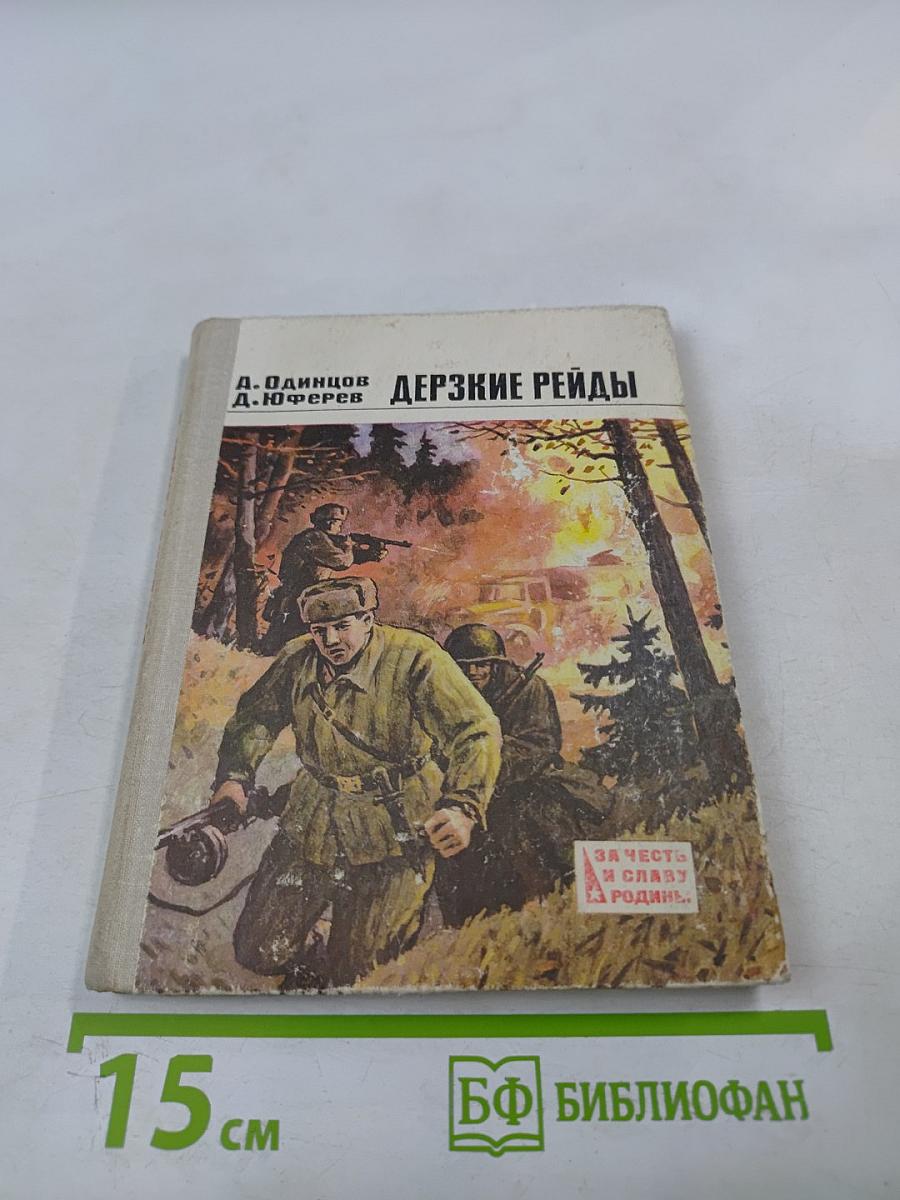 А. Одинцов
Д. Юферев
ДЕРЗКИЕ РЕЙДЫ
ЗА ЧЕСТЬ
И СЛАВУ
РОДИНЫ
15 см
БФ БИБЛИОФАН